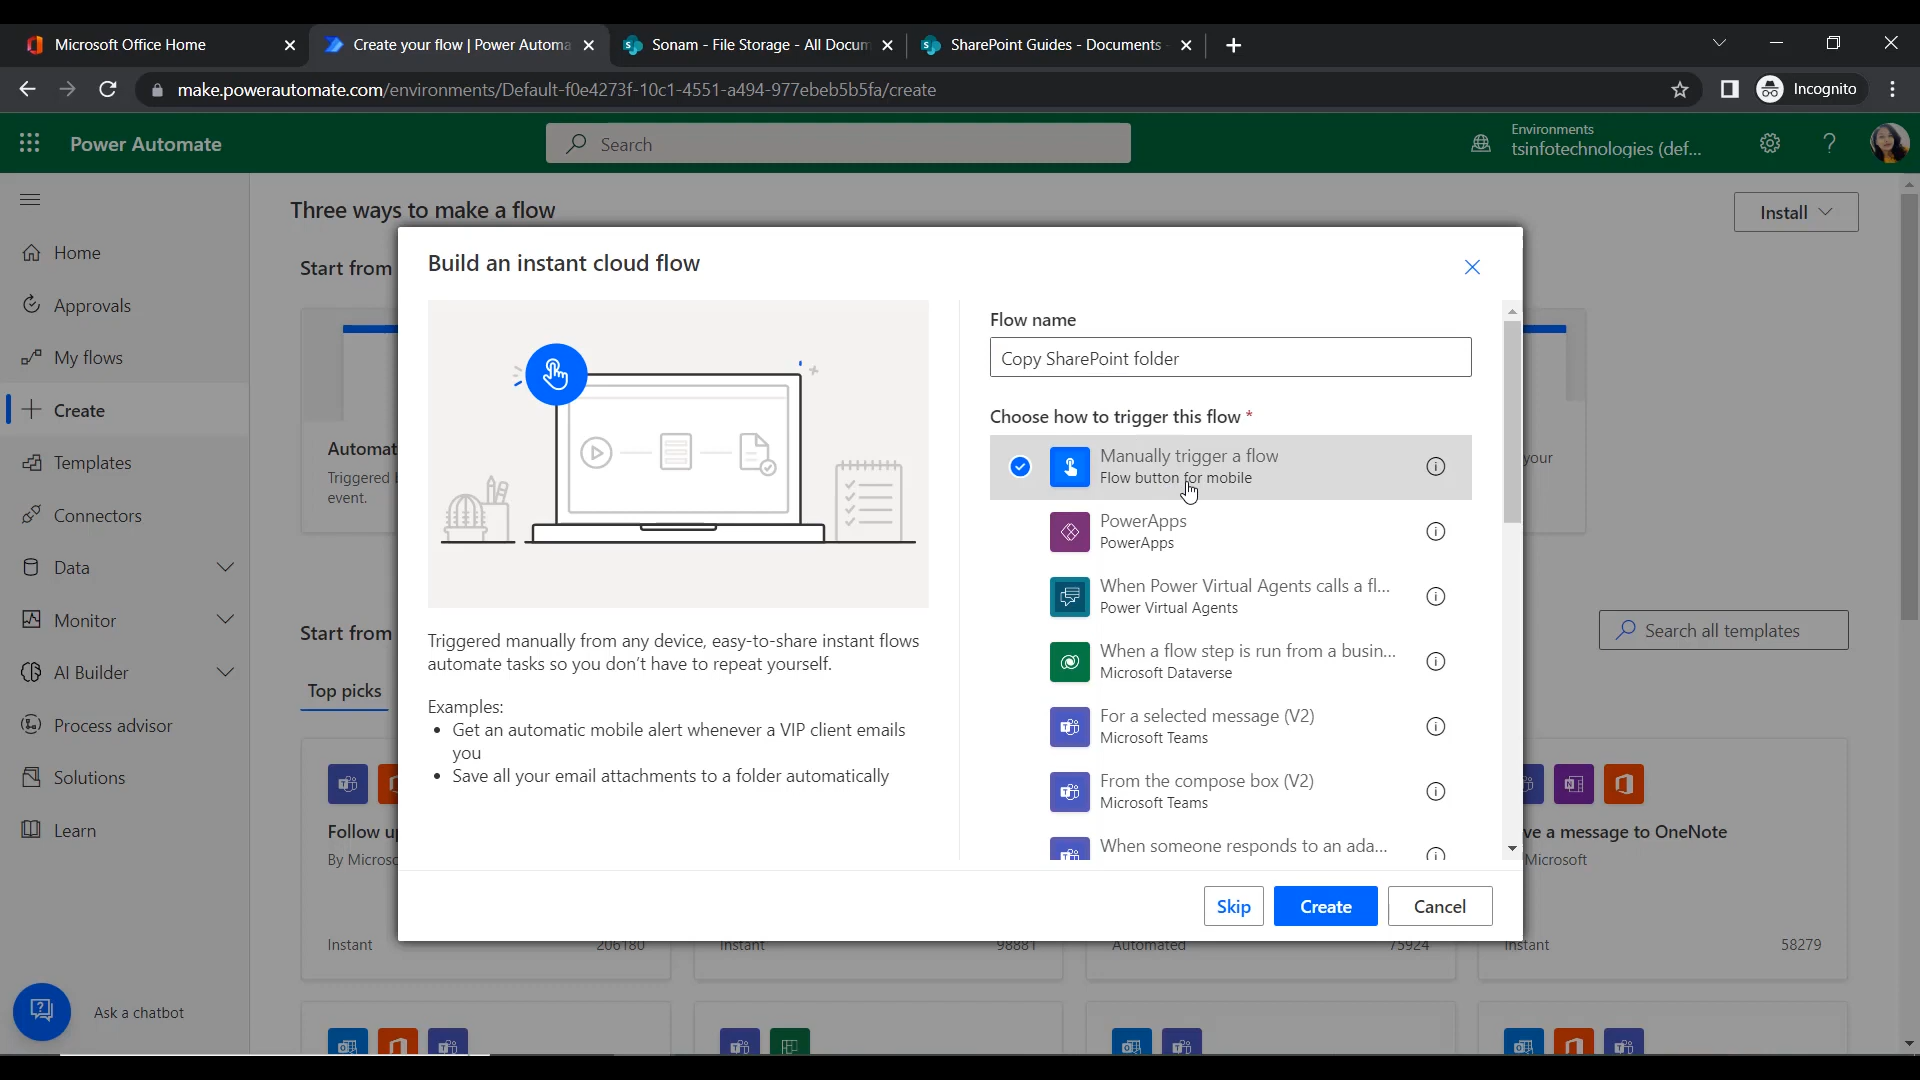 Microsoft Office Home
Create your flow | Power Automa
Sonam - File Storage - All Docum
SharePoint Guides - Documents -
make.powerautomate.com/environments/Default-f0e4273f-10c1-4551-a494-977ebeb5b5fa/create
Incognito
Power Automate
Search
Environments
tsinfotechnologies (def...
Three ways to make a flow
Install
Home
Approvals
My flows
Create
Templates
Connectors
Data
Monitor
AI Builder
Process advisor
Solutions
Learn
Ask a chatbot
Start from
Automat
Triggered b
event.
your
Start from
Search all templates
Top picks
Build an instant cloud flow
Triggered manually from any device, easy-to-share instant flows
automate tasks so you don't have to repeat yourself.
Examples:
• Get an automatic mobile alert whenever a VIP client emails
you
• Save all your email attachments to a folder automatically
Flow name
Copy SharePoint folder
Choose how to trigger this flow *
Manually trigger a flow
Flow button for mobile
PowerApps
PowerApps
When Power Virtual Agents calls a fl...
Power Virtual Agents
When a flow step is run from a busin...
Microsoft Dataverse
For a selected message (V2)
Microsoft Teams
From the compose box (V2)
Microsoft Teams
When someone responds to an ada...
Skip
Create
Cancel
Follow u
By Microso
ve a message to OneNote
Microsoft
Instant
206180
Instant
98881
Automated
75924
Instant
58279